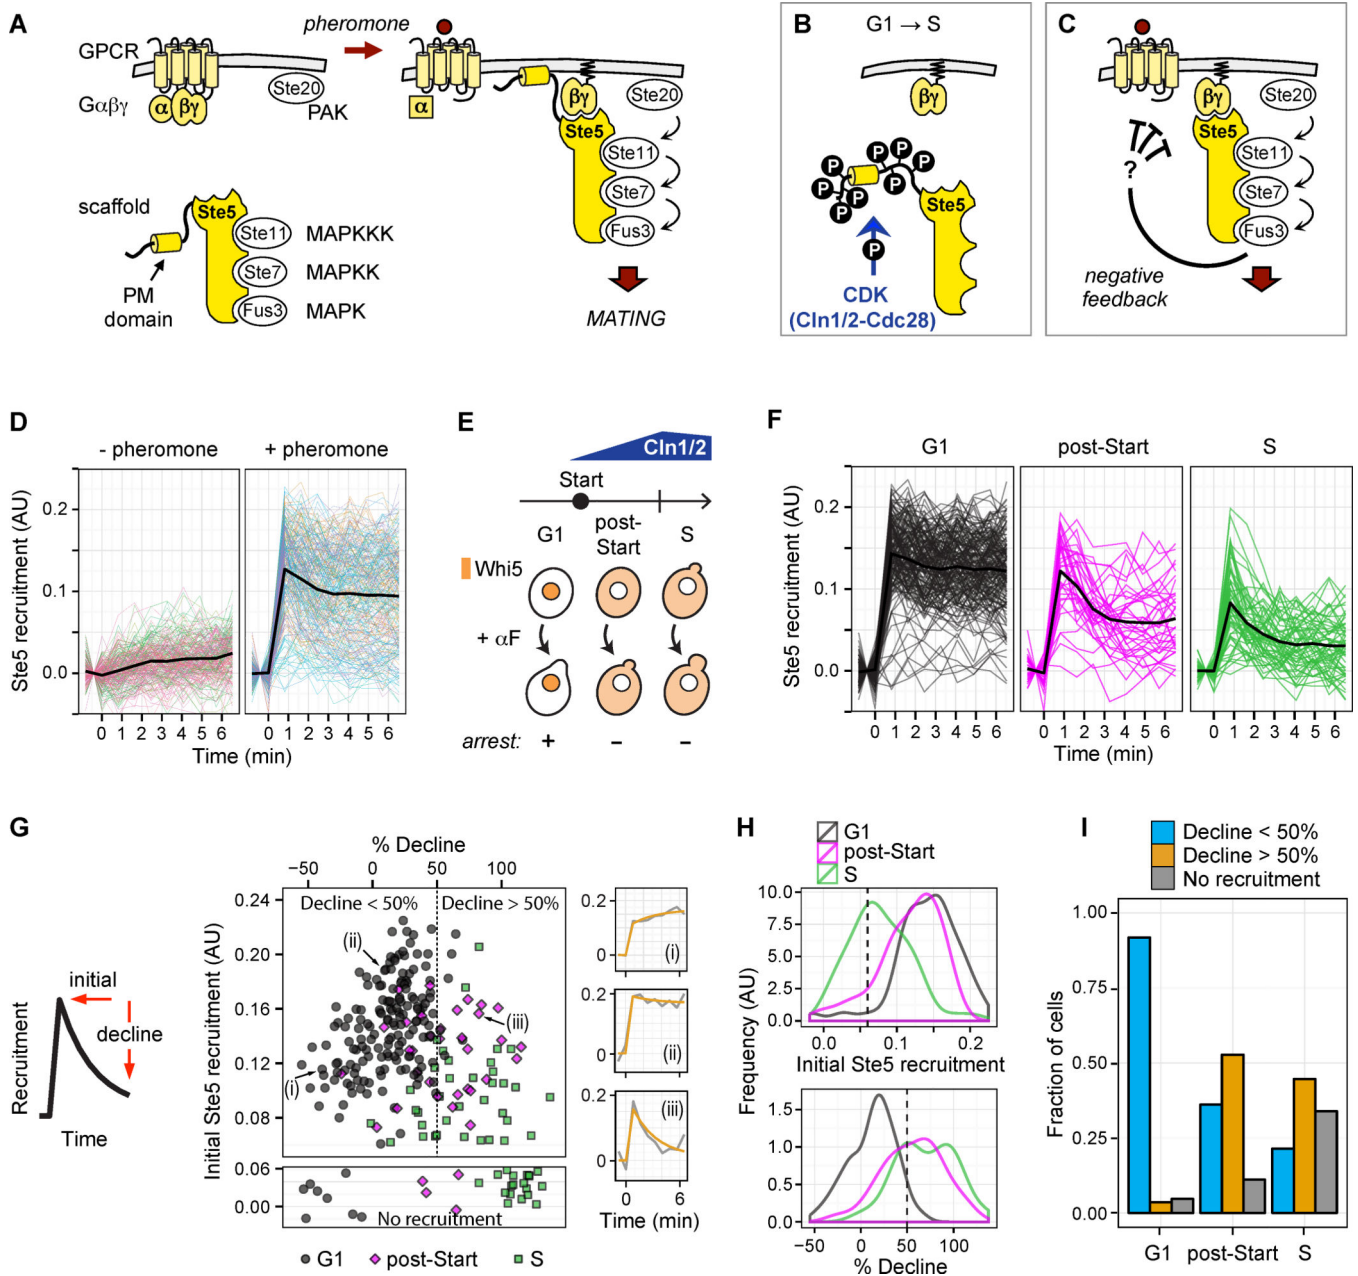 A
pheromone
GPCR
Gαβγ
α
βγ
Ste20
PAK
α
βγ
Ste20
Ste5
Ste11
Ste7
Fus3
MATING
scaffold
Ste5
Ste11
MAPKKK
Ste7
MAPKK
Fus3
MAPK
PM
domain
B
G1 → S
βγ
P P P P P P P P
Ste5
P
CDK
(Cln1/2-Cdc28)
C
βγ
Ste20
Ste5
Ste11
Ste7
Fus3
?
negative
feedback
D
- pheromone
+ pheromone
Ste5 recruitment (AU)
0.2
0.1
0.0
0 1 2 3 4 5 6
0 1 2 3 4 5 6
Time (min)
E
Cln1/2
Start
G1
post-
Start
S
Whi5
+ αF
arrest:
+
–
–
F
G1
post-Start
S
Ste5 recruitment (AU)
0.2
0.1
0.0
0 1 2 3 4 5 6
0 1 2 3 4 5 6
0 1 2 3 4 5 6
Time (min)
G
Recruitment
initial
decline
Time
% Decline
−50 0 50 100
Initial Ste5 recruitment (AU)
0.24
0.20
0.16
0.12
0.08
0.06
0.00
Decline < 50%
Decline > 50%
(ii)
(iii)
(i)
No recruitment
G1
post-Start
S
0.2
0
(i)
0.2
0
(ii)
0.2
0
(iii)
0 6
Time (min)
H
G1
post-Start
S
Frequency (AU)
10.0
7.5
5.0
2.5
0.0
0.0 0.1 0.2
Initial Ste5 recruitment
1.5
1.0
0.5
0.0
−50 0 50 100
% Decline
I
Decline < 50%
Decline > 50%
No recruitment
Fraction of cells
1.00
0.75
0.50
0.25
0.00
G1 post-Start S